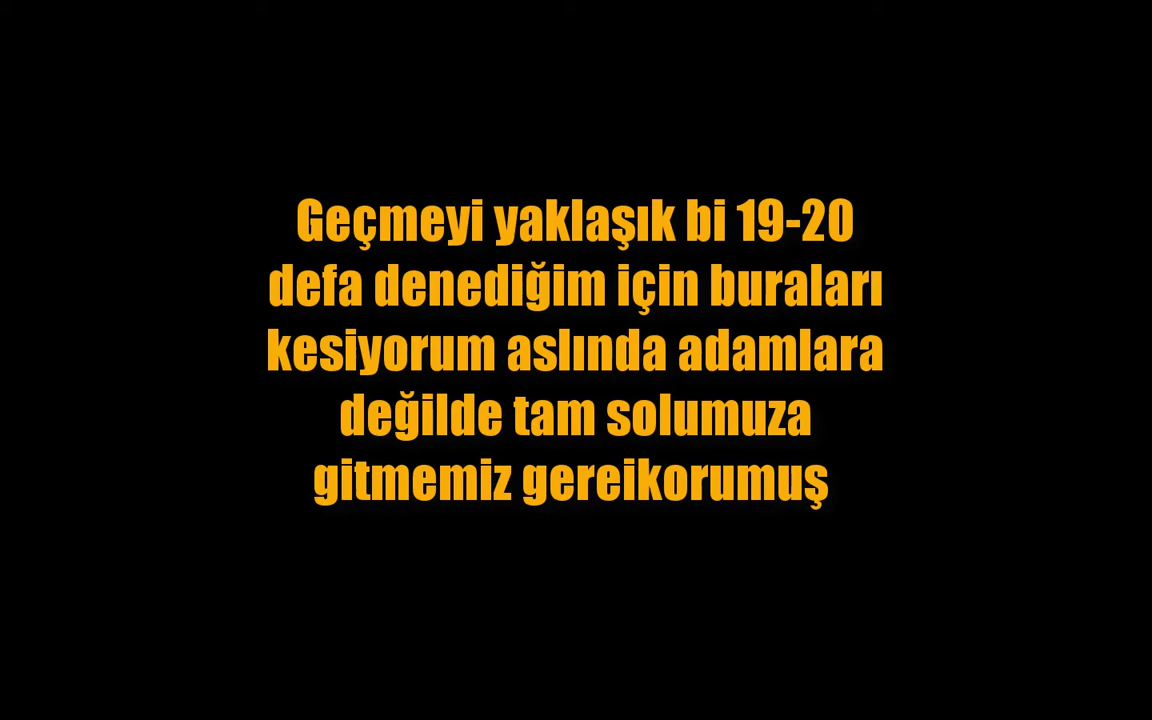 Geçmeyi yaklaşık bi 19-20
defa denediğim için buraları
kesiyorum aslında adamlara
değilde tam solumuza
gitmemiz gereikorumuş